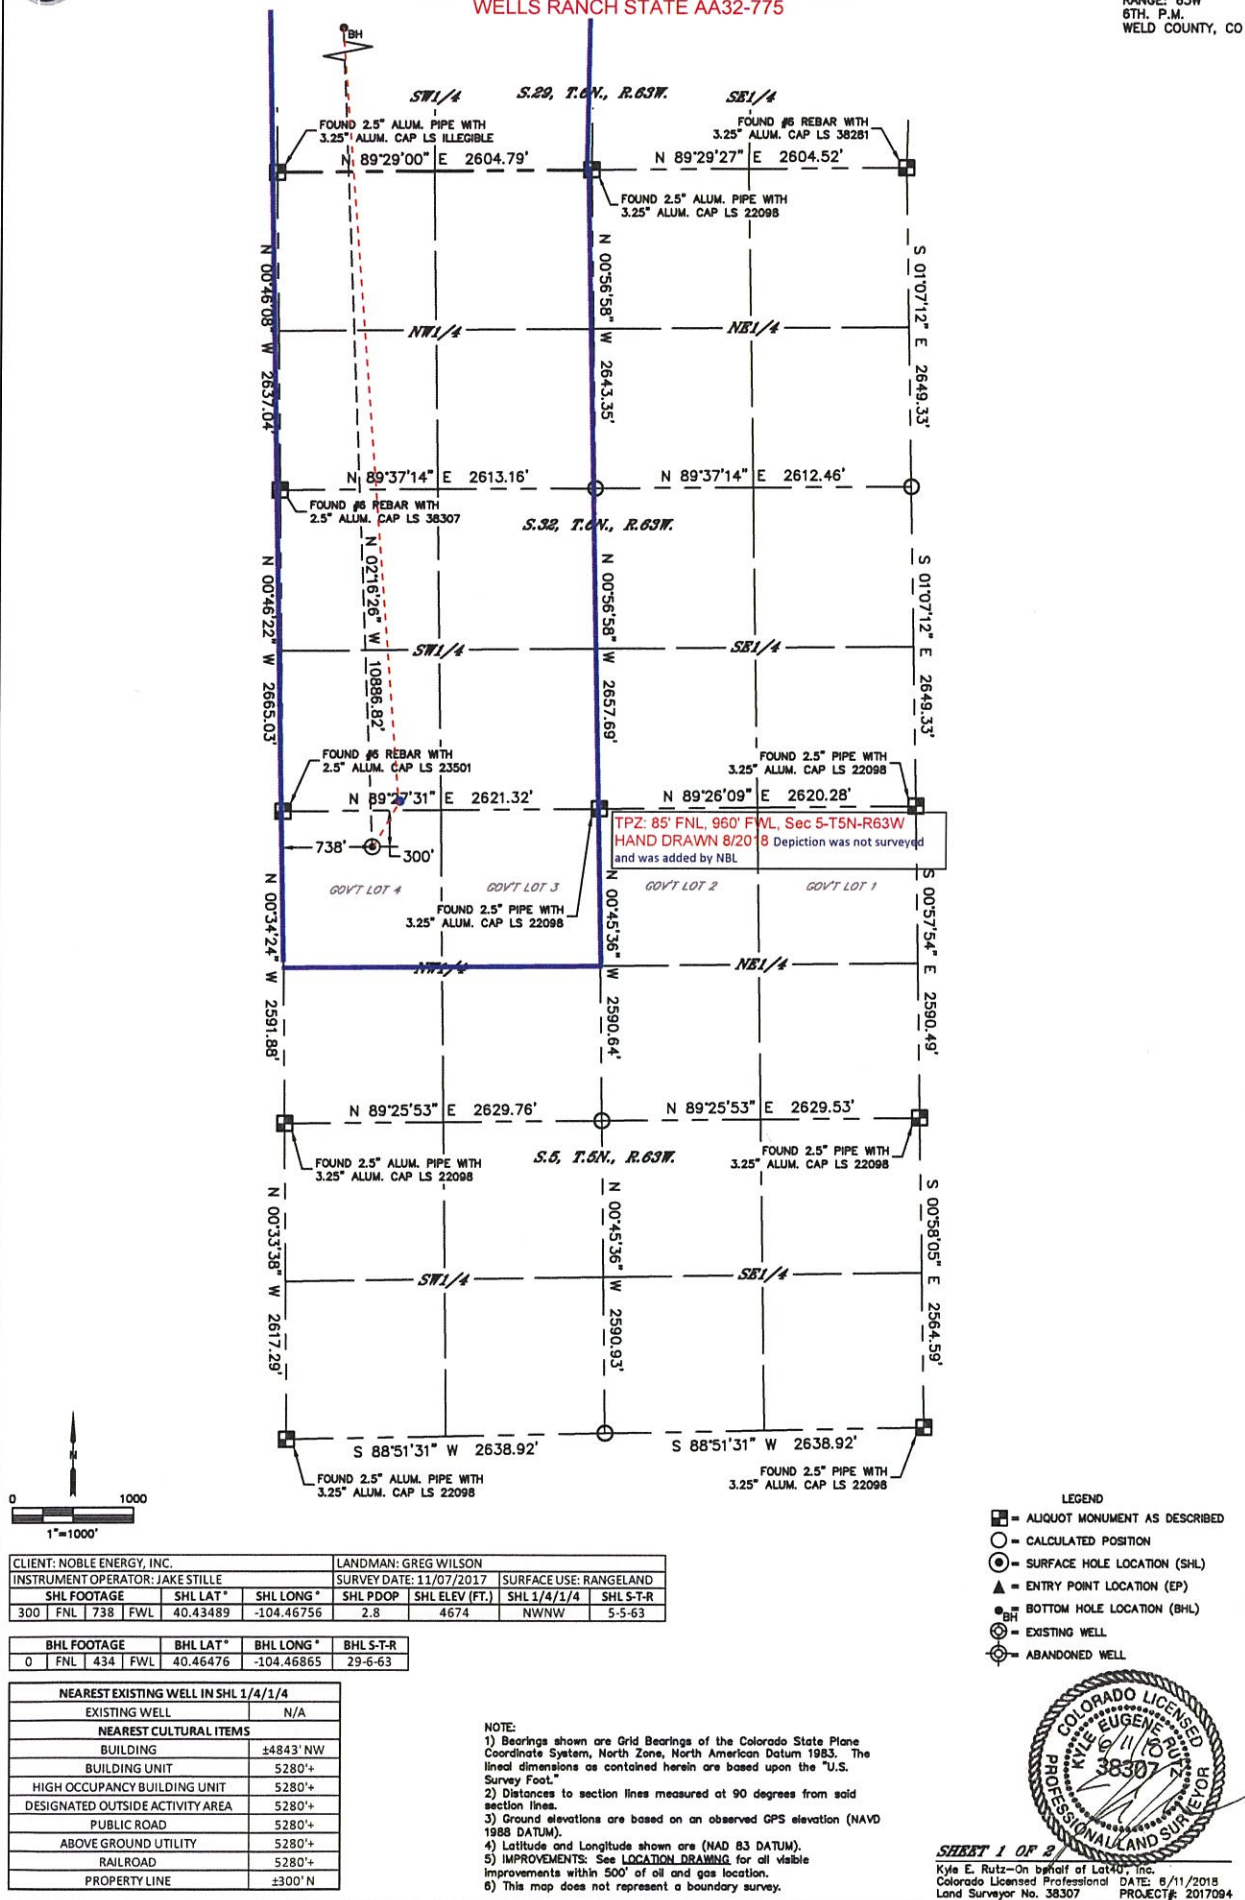 WELLS RANCH STATE AA32-775
RANGE: 63W
6TH. P.M.
WELD COUNTY, CO
BH
SW1/4
S.29, T.6N., R.63W.
SE1/4
FOUND 2.5" ALUM. PIPE WITH
3.25" ALUM. CAP LS ILLEGIBLE
FOUND #6 REBAR WITH
3.25" ALUM. CAP LS 38281
N 89°29'00" E 2604.79'
N 89°29'27" E 2604.52'
FOUND 2.5" ALUM. PIPE WITH
3.25" ALUM. CAP LS 22098
N 00°46'08" W 2637.04'
N 00°56'58" W 2643.35'
S 01°07'12" E 2649.33'
NW1/4
NE1/4
N 89°37'14" E 2613.16'
N 89°37'14" E 2612.46'
FOUND #6 REBAR WITH
2.5" ALUM. CAP LS 38307
S.32, T.6N., R.63W.
N 02°16'26" W 10886.82'
N 00°46'22" W 2665.03'
N 00°56'58" W 2657.69'
S 01°07'12" E 2649.33'
SW1/4
SE1/4
FOUND #6 REBAR WITH
2.5" ALUM. CAP LS 23501
FOUND 2.5" PIPE WITH
3.25" ALUM. CAP LS 22098
N 89°27'31" E 2621.32'
N 89°26'09" E 2620.28'
TPZ: 85' FNL, 960' FWL, Sec 5-T5N-R63W
HAND DRAWN 8/2018 Depiction was not surveyed
and was added by NBL
738'
300'
GOV'T LOT 4
GOV'T LOT 3
GOV'T LOT 2
GOV'T LOT 1
FOUND 2.5" PIPE WITH
3.25" ALUM. CAP LS 22098
N 00°34'24" W 2591.88'
N 00°45'36" W 2590.64'
S 00°57'54" E 2590.49'
NW1/4
NE1/4
N 89°25'53" E 2629.76'
N 89°25'53" E 2629.53'
FOUND 2.5" ALUM. PIPE WITH
3.25" ALUM. CAP LS 22098
S.5, T.5N., R.63W.
FOUND 2.5" PIPE WITH
3.25" ALUM. CAP LS 22098
N 00°33'38" W 2617.29'
N 00°45'36" W 2590.93'
S 00°58'05" E 2564.59'
SW1/4
SE1/4
S 88°51'31" W 2638.92'
S 88°51'31" W 2638.92'
FOUND 2.5" ALUM. PIPE WITH
3.25" ALUM. CAP LS 22098
FOUND 2.5" PIPE WITH
3.25" ALUM. CAP LS 22098
N
0 1000
1"=1000'
LEGEND
= ALIQUOT MONUMENT AS DESCRIBED
= CALCULATED POSITION
= SURFACE HOLE LOCATION (SHL)
= ENTRY POINT LOCATION (EP)
BH = BOTTOM HOLE LOCATION (BHL)
= EXISTING WELL
= ABANDONED WELL
CLIENT: NOBLE ENERGY, INC. LANDMAN: GREG WILSON
INSTRUMENT OPERATOR: JAKE STILLE SURVEY DATE: 11/07/2017 SURFACE USE: RANGELAND
SHL FOOTAGE SHL LAT° SHL LONG° SHL PDOP SHL ELEV (FT.) SHL 1/4/1/4 SHL S-T-R
300 FNL 738 FWL 40.43489 -104.46756 2.8 4674 NWNW 5-5-63
BHL FOOTAGE BHL LAT° BHL LONG° BHL S-T-R
0 FNL 434 FWL 40.46476 -104.46865 29-6-63
NEAREST EXISTING WELL IN SHL 1/4/1/4
EXISTING WELL N/A
NEAREST CULTURAL ITEMS
BUILDING ±4843' NW
BUILDING UNIT 5280'+
HIGH OCCUPANCY BUILDING UNIT 5280'+
DESIGNATED OUTSIDE ACTIVITY AREA 5280'+
PUBLIC ROAD 5280'+
ABOVE GROUND UTILITY 5280'+
RAILROAD 5280'+
PROPERTY LINE ±300' N
NOTE:
1) Bearings shown are Grid Bearings of the Colorado State Plane
Coordinate System, North Zone, North American Datum 1983. The
lineal dimensions as contained herein are based upon the "U.S.
Survey Foot."
2) Distances to section lines measured at 90 degrees from said
section lines.
3) Ground elevations are based on an observed GPS elevation (NAVD
1988 DATUM).
4) Latitude and Longitude shown are (NAD 83 DATUM).
5) IMPROVEMENTS: See LOCATION DRAWING for all visible
improvements within 500' of oil and gas location.
6) This map does not represent a boundary survey.
COLORADO LICENSED
KYLE EUGENE RUTZ
6/11/18
38307
PROFESSIONAL LAND SURVEYOR
SHEET 1 OF 2
Kyle E. Rutz-On behalf of Lat40, Inc.
Colorado Licensed Professional DATE: 6/11/2018
Land Surveyor No. 38307 PROJECT#: 2017094